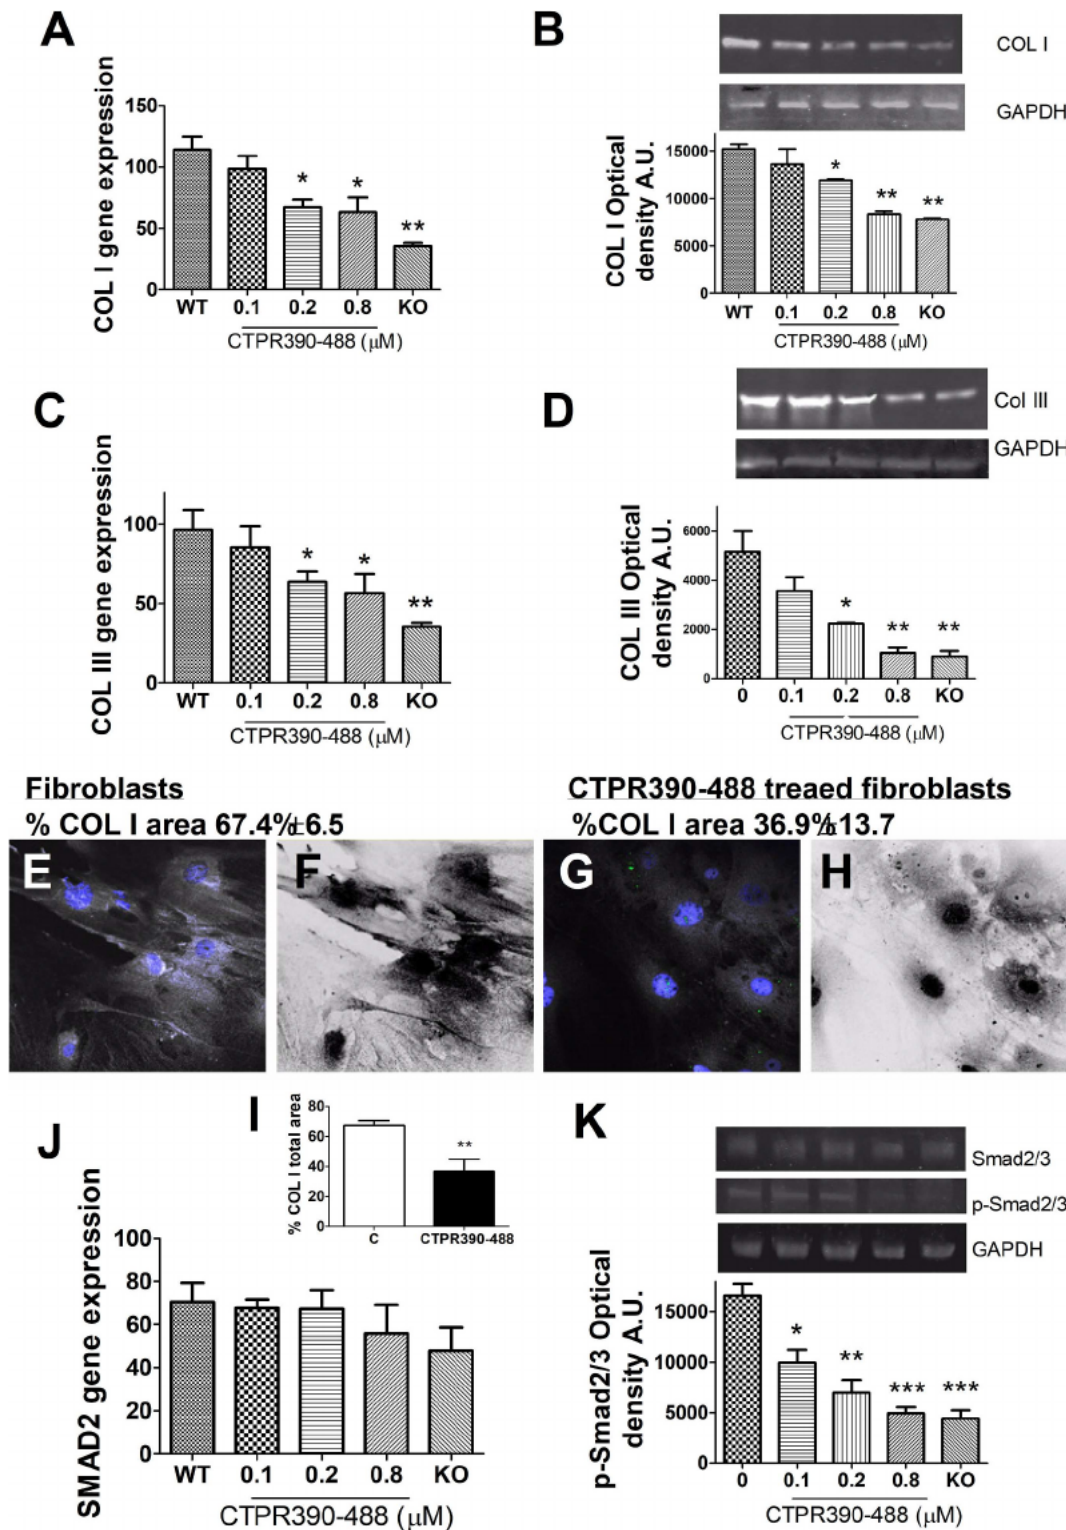 A
COL I gene expression
150
100
50
0
* * **
WT 0.1 0.2 0.8 KO
CTPR390-488 (μM)
B
COL I
GAPDH
COL I Optical
density A.U.
15000
10000
5000
0
* ** **
WT 0.1 0.2 0.8 KO
CTPR390-488 (μM)
C
COL III gene expression
100
50
0
* * **
WT 0.1 0.2 0.8 KO
CTPR390-488 (μM)
D
Col III
GAPDH
COL III Optical
density A.U.
6000
4000
2000
0
* ** **
0 0.1 0.2 0.8 KO
CTPR390-488 (μM)
Fibroblasts
% COL I area 67.4%±6.5
CTPR390-488 treaed fibroblasts
%COL I area 36.9%±13.7
E F G H
I
% COL I total area
80
60
40
20
0
**
C CTPR390-488
J
SMAD2 gene expression
100
80
60
40
20
0
WT 0.1 0.2 0.8 KO
CTPR390-488 (μM)
K
Smad2/3
p-Smad2/3
GAPDH
p-Smad2/3 Optical
density A.U.
15000
10000
5000
0
* ** *** ***
0 0.1 0.2 0.8 KO
CTPR390-488 (μM)